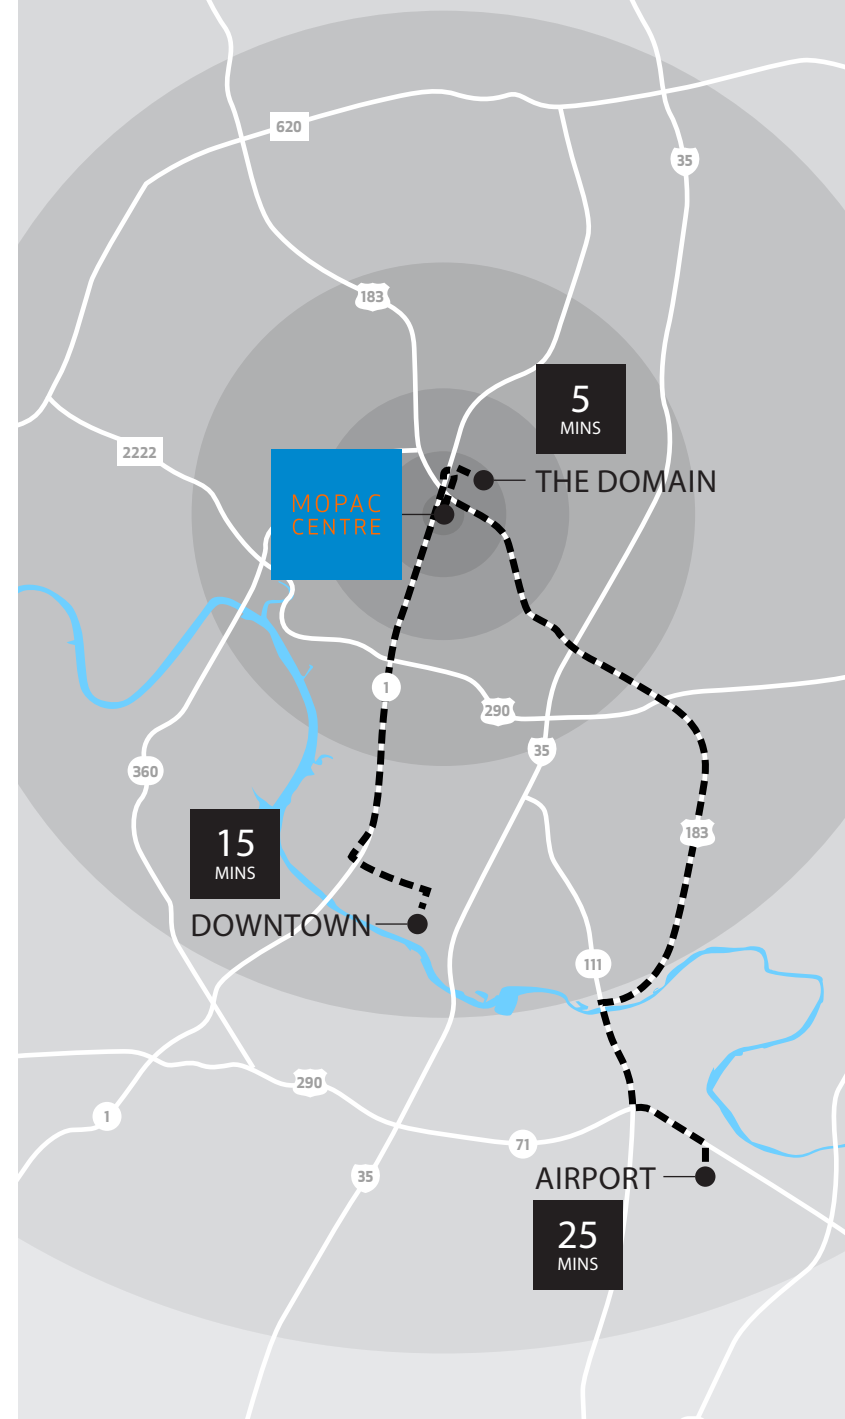 620
35
183
5
MINS
2222
THE DOMAIN
MOPAC
CENTRE
1
290
35
360
183
15
MINS
DOWNTOWN
111
290
1
71
35
AIRPORT
25
MINS